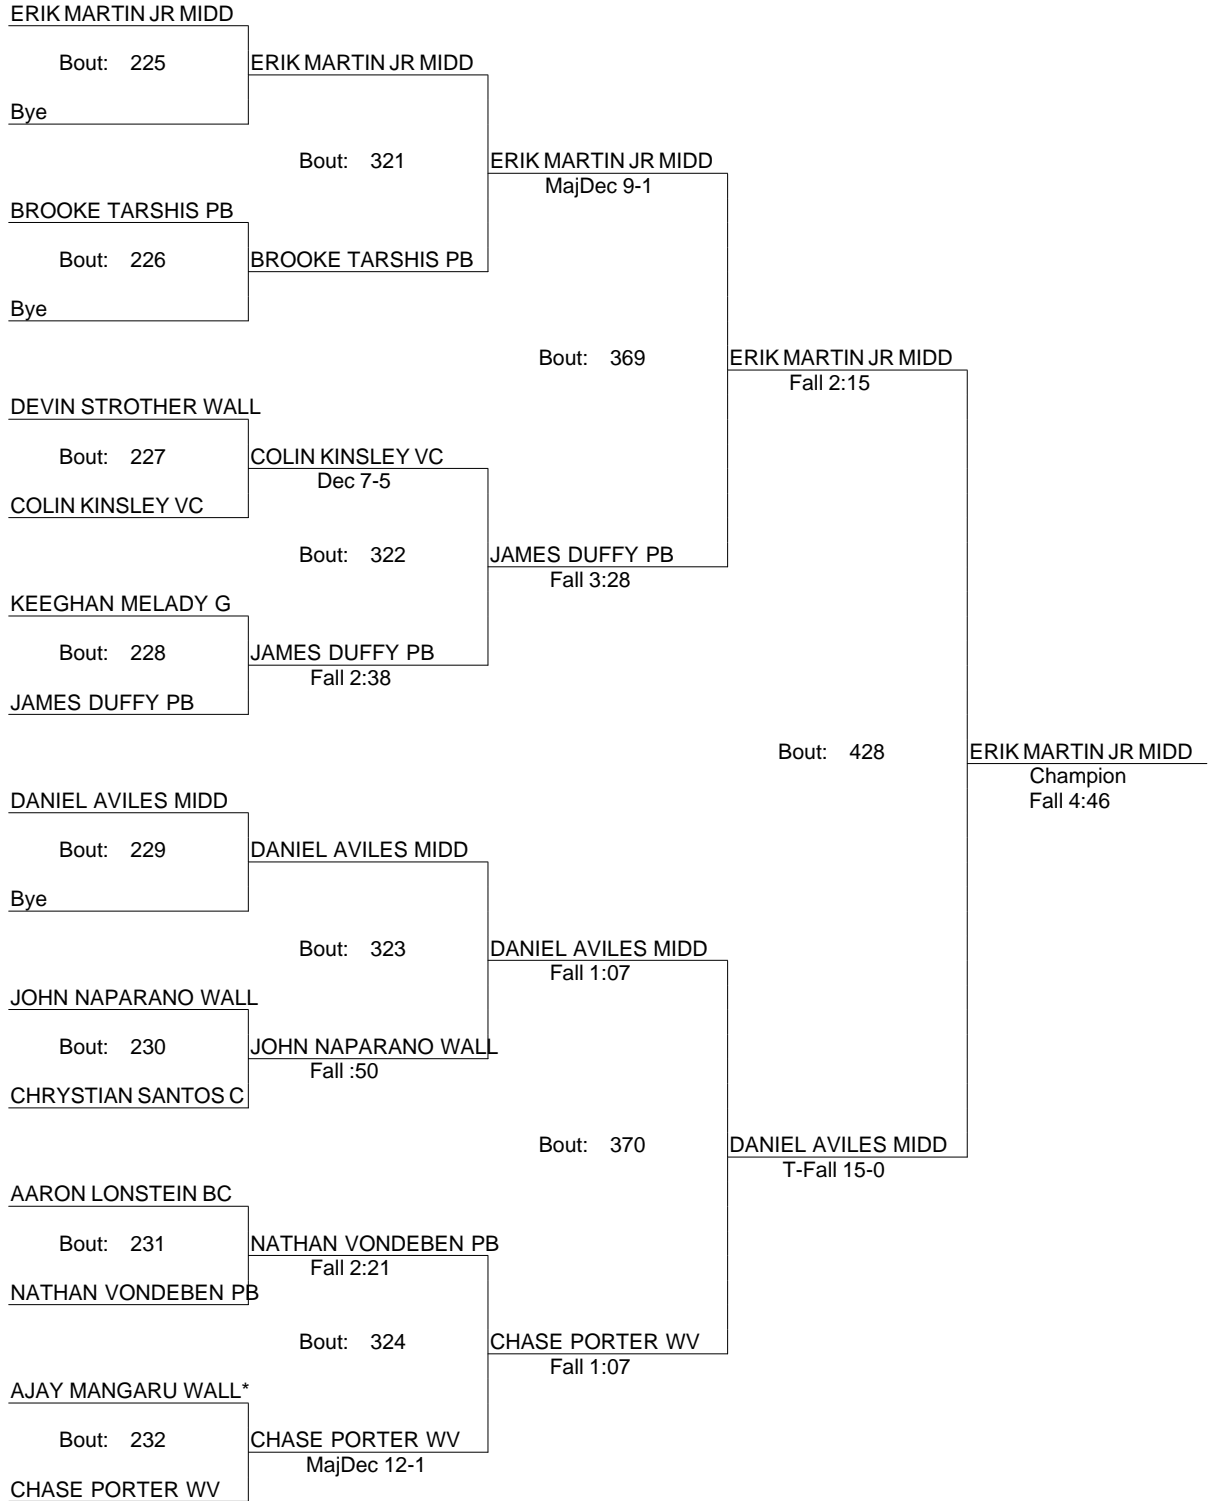 ERIK MARTIN JR MIDD
Bout: 225 ERIK MARTIN JR MIDD
Bye
Bout: 321 ERIK MARTIN JR MIDD
MajDec 9-1
BROOKE TARSHIS PB
Bout: 226 BROOKE TARSHIS PB
Bye
Bout: 369 ERIK MARTIN JR MIDD
Fall 2:15
DEVIN STROTHER WALL
Bout: 227 COLIN KINSLEY VC
Dec 7-5
COLIN KINSLEY VC
Bout: 322 JAMES DUFFY PB
Fall 3:28
KEEGHAN MELADY G
Bout: 228 JAMES DUFFY PB
Fall 2:38
JAMES DUFFY PB
Bout: 428 ERIK MARTIN JR MIDD
Champion
Fall 4:46
DANIEL AVILES MIDD
Bout: 229 DANIEL AVILES MIDD
Bye
Bout: 323 DANIEL AVILES MIDD
Fall 1:07
JOHN NAPARANO WALL
Bout: 230 JOHN NAPARANO WALL
Fall :50
CHRYSTIAN SANTOS C
Bout: 370 DANIEL AVILES MIDD
T-Fall 15-0
AARON LONSTEIN BC
Bout: 231 NATHAN VONDEBEN PB
Fall 2:21
NATHAN VONDEBEN PB
Bout: 324 CHASE PORTER WV
Fall 1:07
AJAY MANGARU WALL*
Bout: 232 CHASE PORTER WV
MajDec 12-1
CHASE PORTER WV